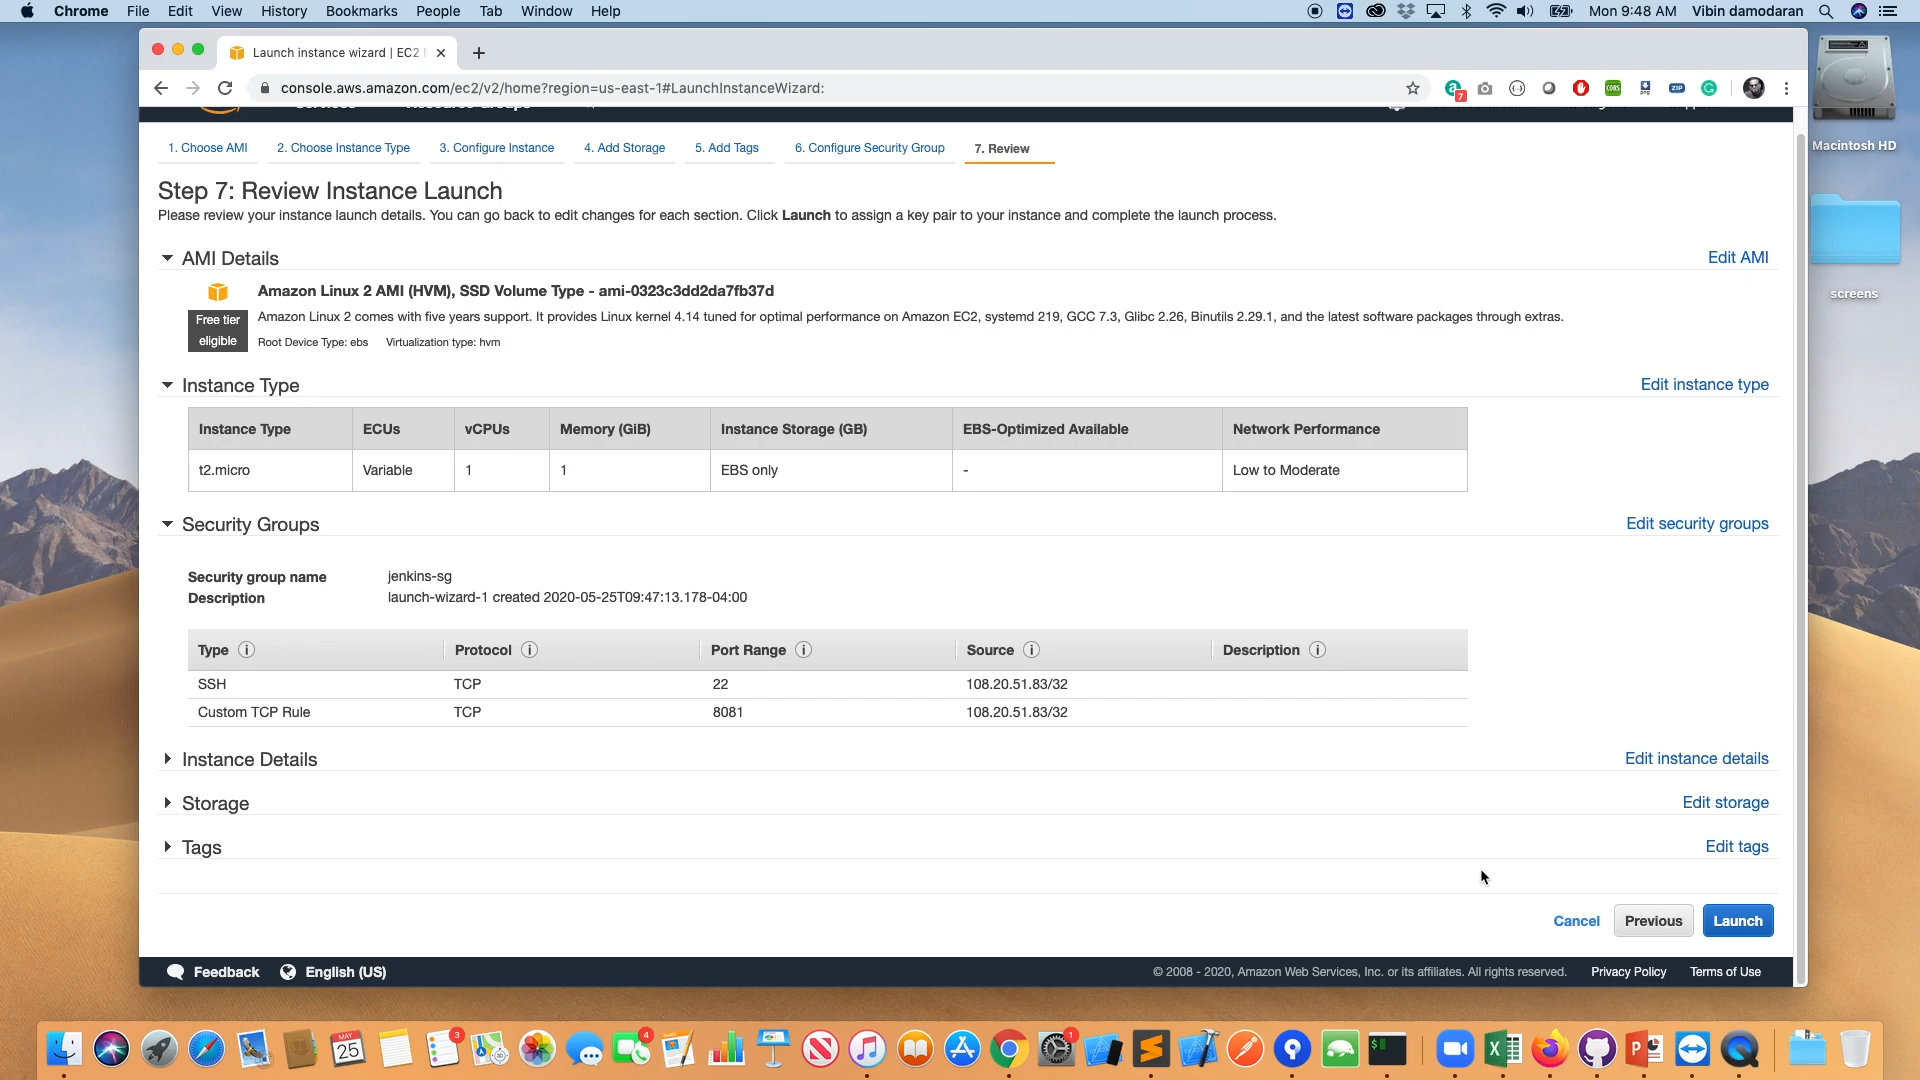 Chrome File Edit View History Bookmarks People Tab Window Help Mon 9:48 AM Vibin damodaran
Launch instance wizard | EC2
console.aws.amazon.com/ec2/v2/home?region=us-east-1#LaunchInstanceWizard:
7
CORS
ZIP
Macintosh HD
screens
1. Choose AMI 2. Choose Instance Type 3. Configure Instance 4. Add Storage 5. Add Tags 6. Configure Security Group 7. Review
Step 7: Review Instance Launch
Please review your instance launch details. You can go back to edit changes for each section. Click Launch to assign a key pair to your instance and complete the launch process.
AMI Details Edit AMI
Amazon Linux 2 AMI (HVM), SSD Volume Type - ami-0323c3dd2da7fb37d
Free tier
eligible
Amazon Linux 2 comes with five years support. It provides Linux kernel 4.14 tuned for optimal performance on Amazon EC2, systemd 219, GCC 7.3, Glibc 2.26, Binutils 2.29.1, and the latest software packages through extras.
Root Device Type: ebs Virtualization type: hvm
Instance Type Edit instance type
Instance Type ECUs vCPUs Memory (GiB) Instance Storage (GB) EBS-Optimized Available Network Performance
t2.micro Variable 1 1 EBS only - Low to Moderate
Security Groups Edit security groups
Security group name jenkins-sg
Description launch-wizard-1 created 2020-05-25T09:47:13.178-04:00
Type Protocol Port Range Source Description
SSH TCP 22 108.20.51.83/32
Custom TCP Rule TCP 8081 108.20.51.83/32
Instance Details Edit instance details
Storage Edit storage
Tags Edit tags
Cancel Previous Launch
Feedback English (US) © 2008 - 2020, Amazon Web Services, Inc. or its affiliates. All rights reserved. Privacy Policy Terms of Use
MAY
25
3
4
1